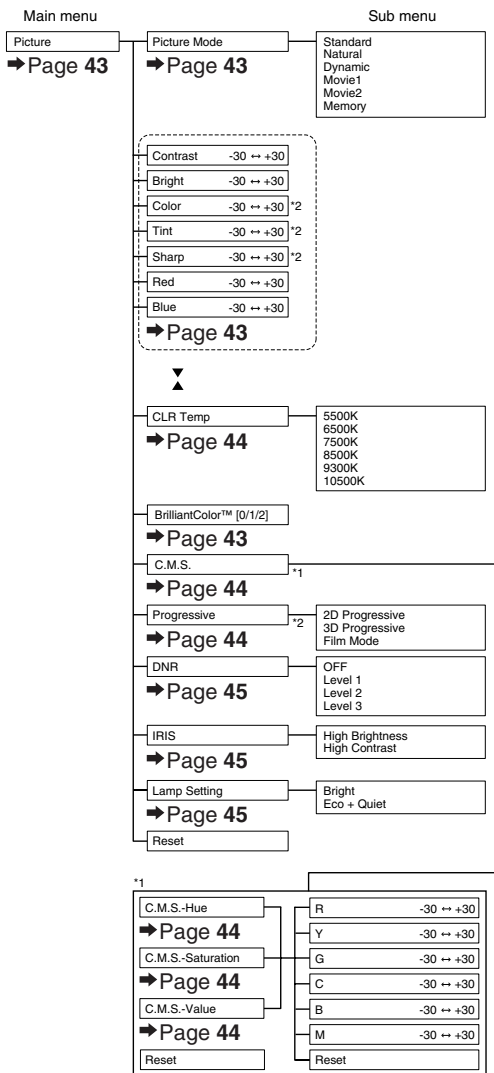 Main menu
Sub menu
Picture
➔Page 43
Picture Mode
➔Page 43
Standard
Natural
Dynamic
Movie1
Movie2
Memory
Contrast -30 ↔ +30
Bright -30 ↔ +30
Color -30 ↔ +30 *2
Tint -30 ↔ +30 *2
Sharp -30 ↔ +30 *2
Red -30 ↔ +30
Blue -30 ↔ +30
➔Page 43
CLR Temp
➔Page 44
5500K
6500K
7500K
8500K
9300K
10500K
BrilliantColor™ [0/1/2]
➔Page 43
C.M.S. *1
➔Page 44
Progressive *2
➔Page 44
2D Progressive
3D Progressive
Film Mode
DNR
➔Page 45
OFF
Level 1
Level 2
Level 3
IRIS
➔Page 45
High Brightness
High Contrast
Lamp Setting
➔Page 45
Bright
Eco + Quiet
Reset
*1
C.M.S.-Hue
➔Page 44
C.M.S.-Saturation
➔Page 44
C.M.S.-Value
➔Page 44
Reset
R -30 ↔ +30
Y -30 ↔ +30
G -30 ↔ +30
C -30 ↔ +30
B -30 ↔ +30
M -30 ↔ +30
Reset